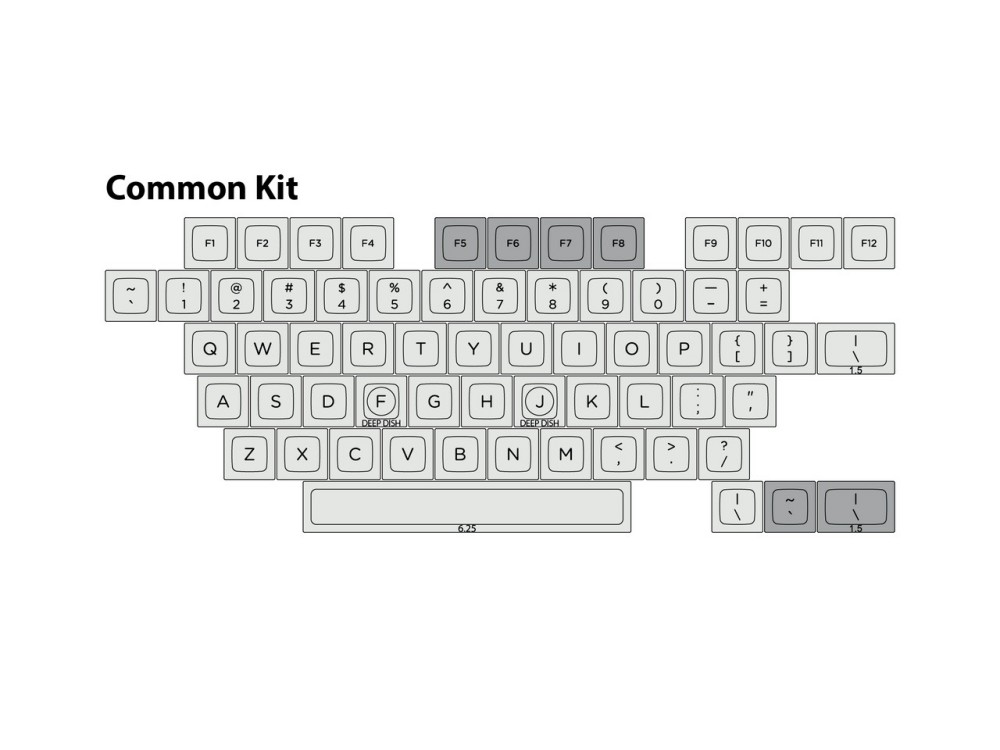 Common Kit
F1 F2 F3 F4 F5 F6 F7 F8 F9 F10 F11 F12
~ ! @ # $ % ^ & * ( ) — +
` 1 2 3 4 5 6 7 8 9 0 - =
Q W E R T Y U I O P { } |
[ ] \
1.5
A S D F G H J K L : "
; '
DEEP DISH DEEP DISH
Z X C V B N M < > ?
, . /
| ~ |
\ ` \
6.25 1.5